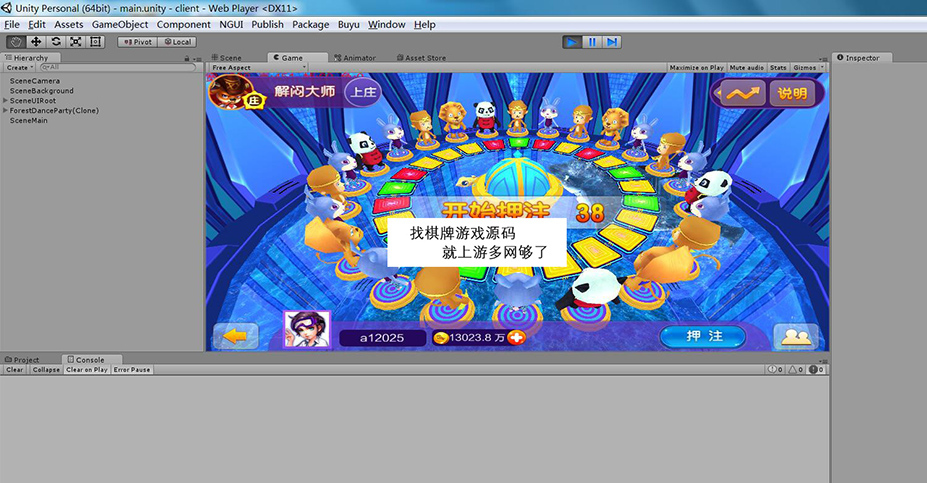 Unity Personal (64bit) - main.unity - client - Web Player <DX11>
File Edit Assets GameObject Component NGUI Publish Package Buyu Window Help
Pivot Local
Hierarchy
Create All
SceneCamera
SceneBackground
SceneUIRoot
ForestDanceParty(Clone)
SceneMain
Scene Game Animator Asset Store
Free Aspect Maximize on Play Mute audio Stats Gizmos
Inspector
庄 解闷大师 上庄 说明
开始押注 38
找棋牌游戏源码
就上游多网够了
a12025 13023.8 万 押 注
Project Console
Clear Collapse Clear on Play Error Pause 0 0 0